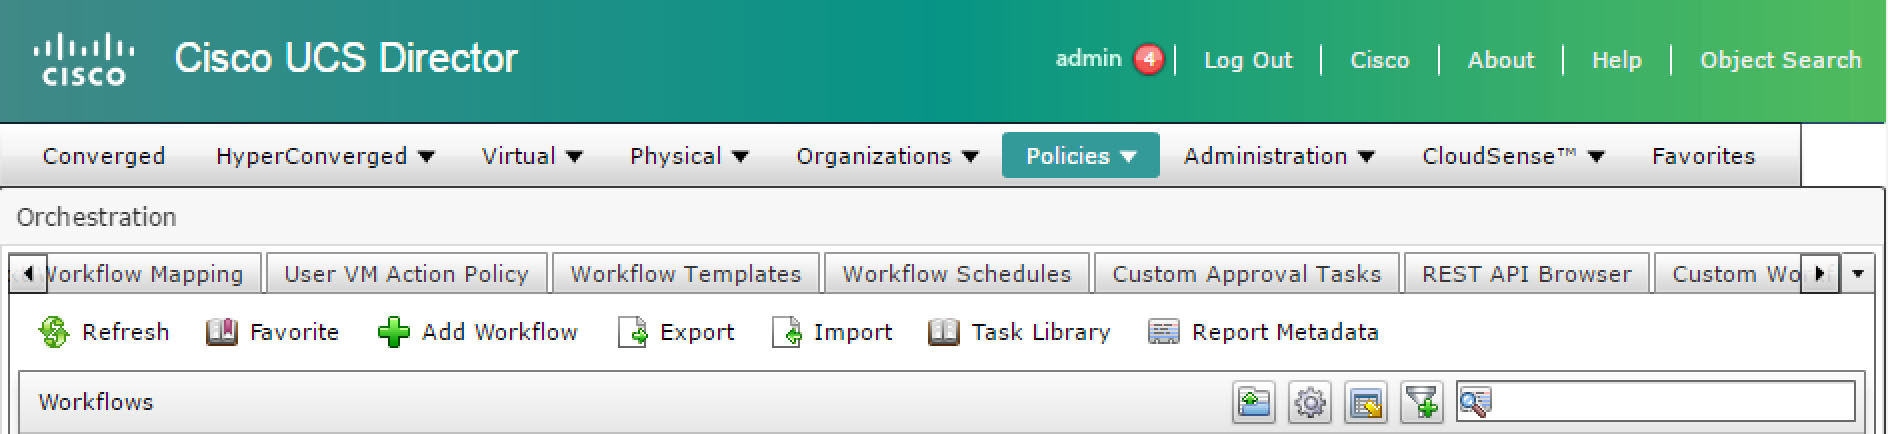 cisco Cisco UCS Director admin 4 Log Out Cisco About Help Object Search
Converged HyperConverged Virtual Physical Organizations Policies Administration CloudSense™ Favorites
Orchestration
Workflow Mapping User VM Action Policy Workflow Templates Workflow Schedules Custom Approval Tasks REST API Browser Custom Wo
Refresh Favorite Add Workflow Export Import Task Library Report Metadata
Workflows